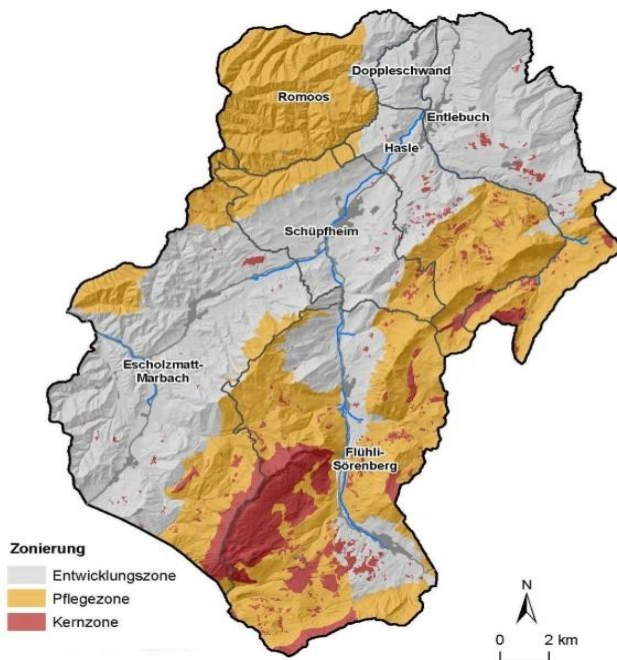 Doppleschwand
Romoos
Entlebuch
Hasle
Schüpfheim
Escholzmatt-
Marbach
Flühli-
Sörenberg
Zonierung
Entwicklungszone
Pflegezone
Kernzone
N
0 2 km